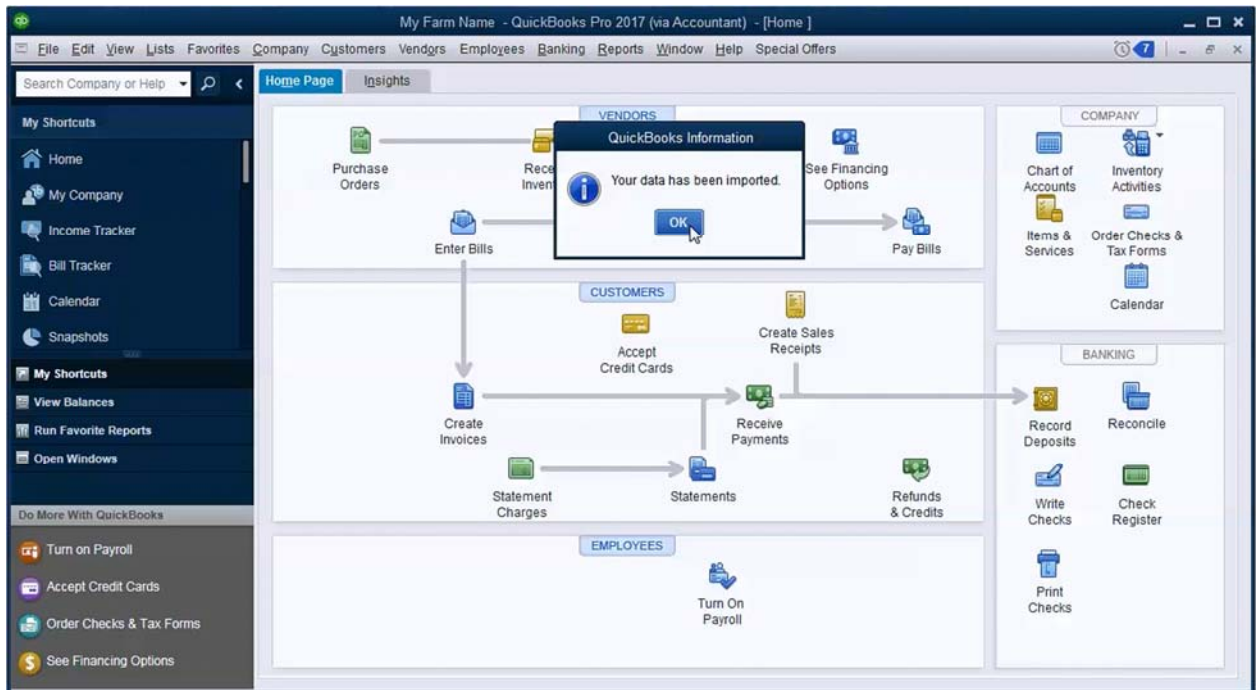 qb
My Farm Name - QuickBooks Pro 2017 (via Accountant) - [Home ]
File Edit View Lists Favorites Company Customers Vendors Employees Banking Reports Window Help Special Offers
7
Search Company or Help
Home Page
Insights
My Shortcuts
Home
My Company
Income Tracker
Bill Tracker
Calendar
Snapshots
My Shortcuts
View Balances
Run Favorite Reports
Open Windows
Do More With QuickBooks
Turn on Payroll
Accept Credit Cards
Order Checks & Tax Forms
See Financing Options
VENDORS
Purchase
Orders
Rece
Inven
See Financing
Options
Enter Bills
Pay Bills
QuickBooks Information
Your data has been imported.
OK
CUSTOMERS
Accept
Credit Cards
Create Sales
Receipts
Create
Invoices
Receive
Payments
Statement
Charges
Statements
Refunds
& Credits
EMPLOYEES
Turn On
Payroll
COMPANY
Chart of
Accounts
Inventory
Activities
Items &
Services
Order Checks &
Tax Forms
Calendar
BANKING
Record
Deposits
Reconcile
Write
Checks
Check
Register
Print
Checks